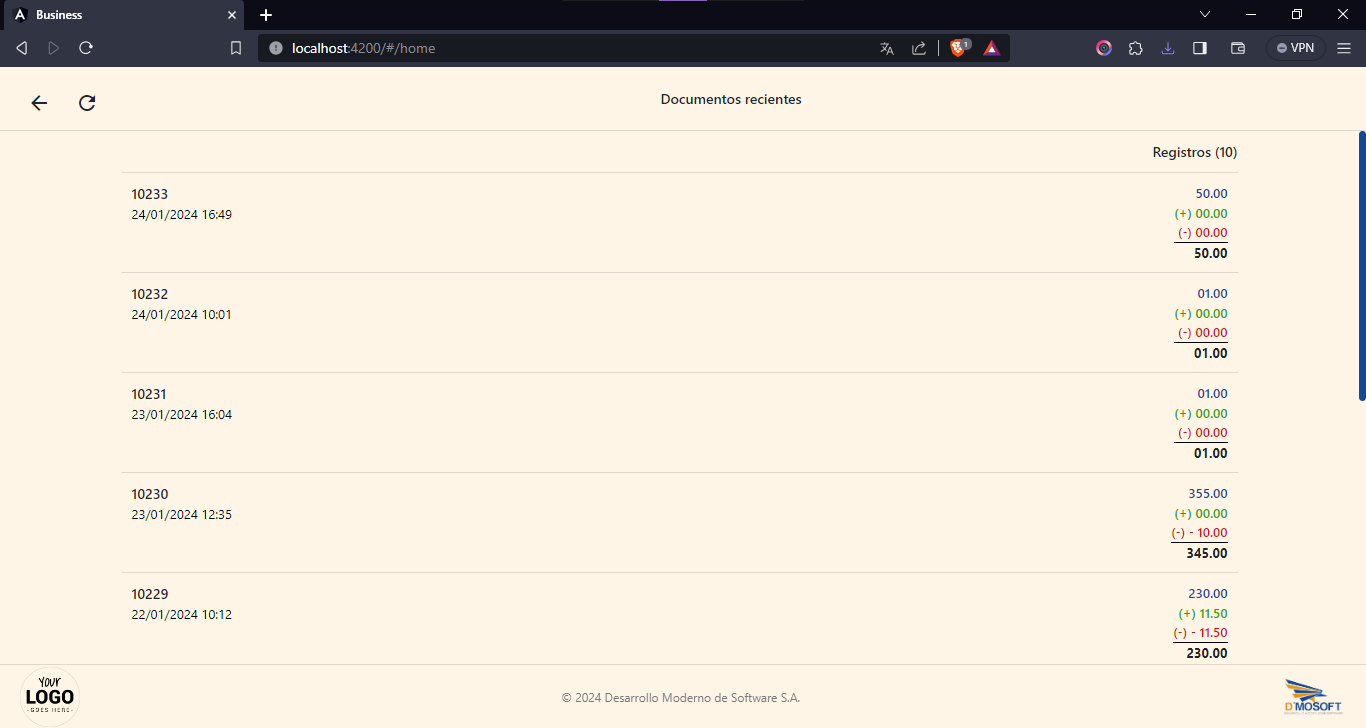 Business
localhost:4200/#/home
1
VPN
Documentos recientes
Registros (10)
10233
24/01/2024 16:49
50.00
(+) 00.00
(-) 00.00
50.00
10232
24/01/2024 10:01
01.00
(+) 00.00
(-) 00.00
01.00
10231
23/01/2024 16:04
01.00
(+) 00.00
(-) 00.00
01.00
10230
23/01/2024 12:35
355.00
(+) 00.00
(-) - 10.00
345.00
10229
22/01/2024 10:12
230.00
(+) 11.50
(-) - 11.50
230.00
YOUR
LOGO
-GOES HERE-
© 2024 Desarrollo Moderno de Software S.A.
D'MOSOFT